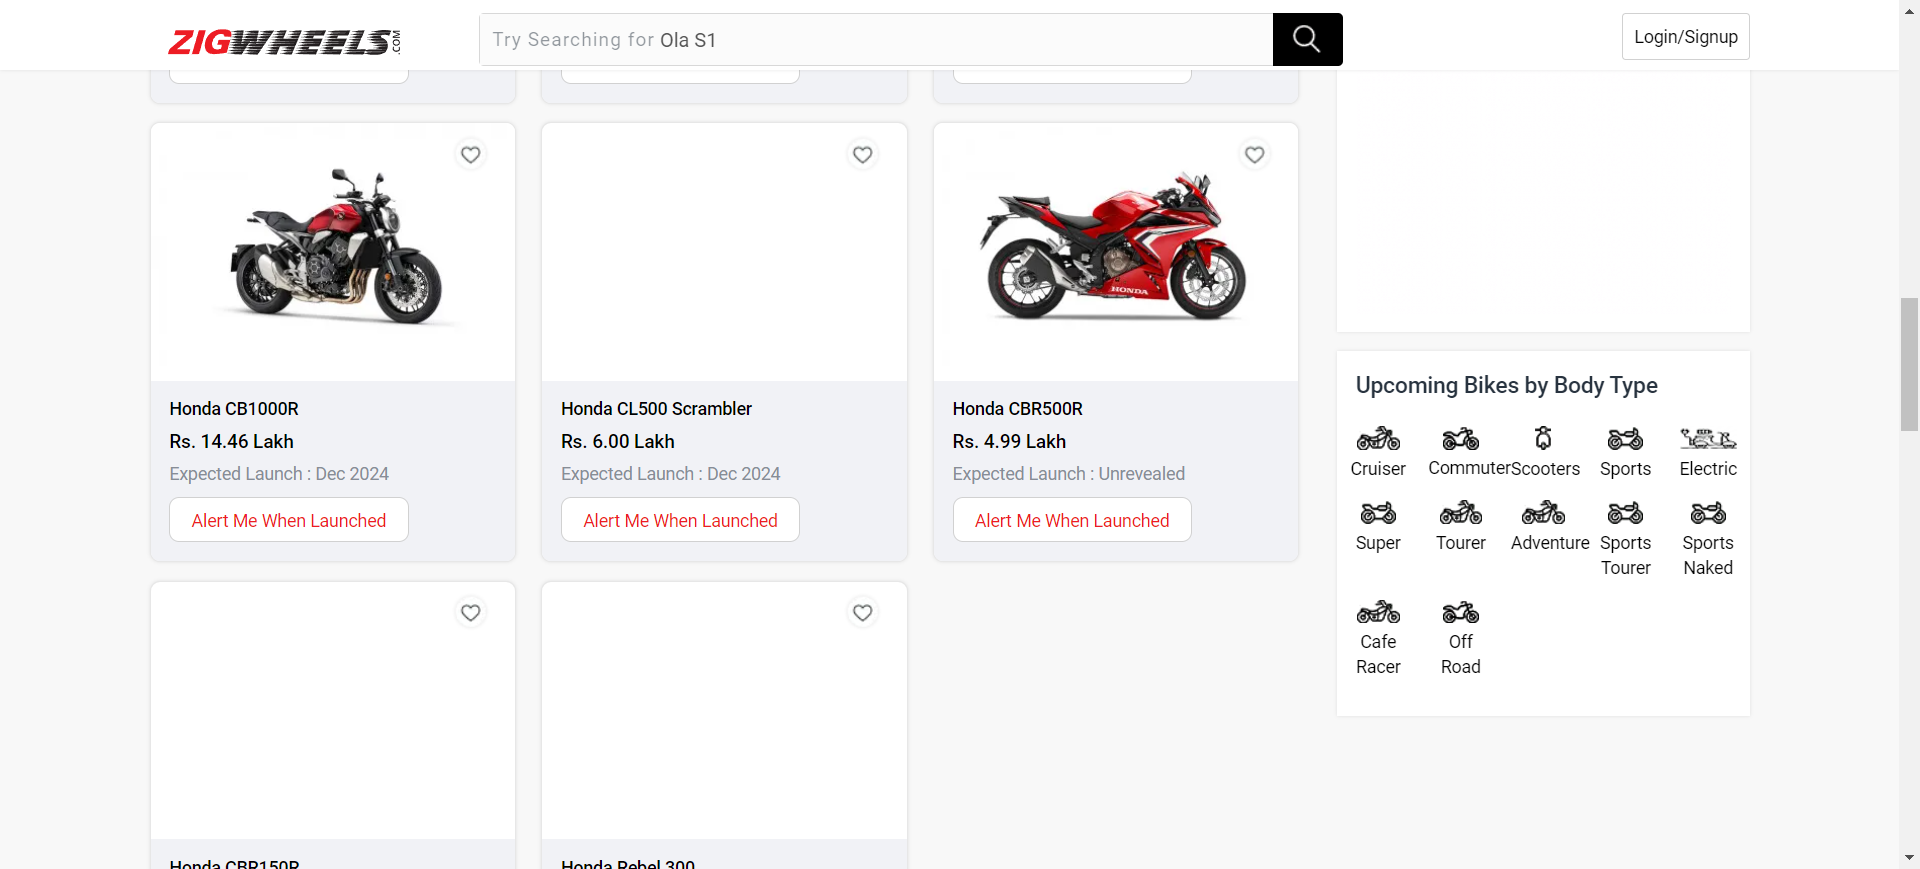 ZIGWHEELS.COM
Try Searching for Ola S1
Login/Signup
Honda CB1000R
Rs. 14.46 Lakh
Expected Launch : Dec 2024
Alert Me When Launched
Honda CL500 Scrambler
Rs. 6.00 Lakh
Expected Launch : Dec 2024
Alert Me When Launched
HONDA
Honda CBR500R
Rs. 4.99 Lakh
Expected Launch : Unrevealed
Alert Me When Launched
Honda CBR150R
Honda Rebel 300
Upcoming Bikes by Body Type
Cruiser
Commuter
Scooters
Sports
Electric
Super
Tourer
Adventure
Sports
Tourer
Sports
Naked
Cafe
Racer
Off
Road